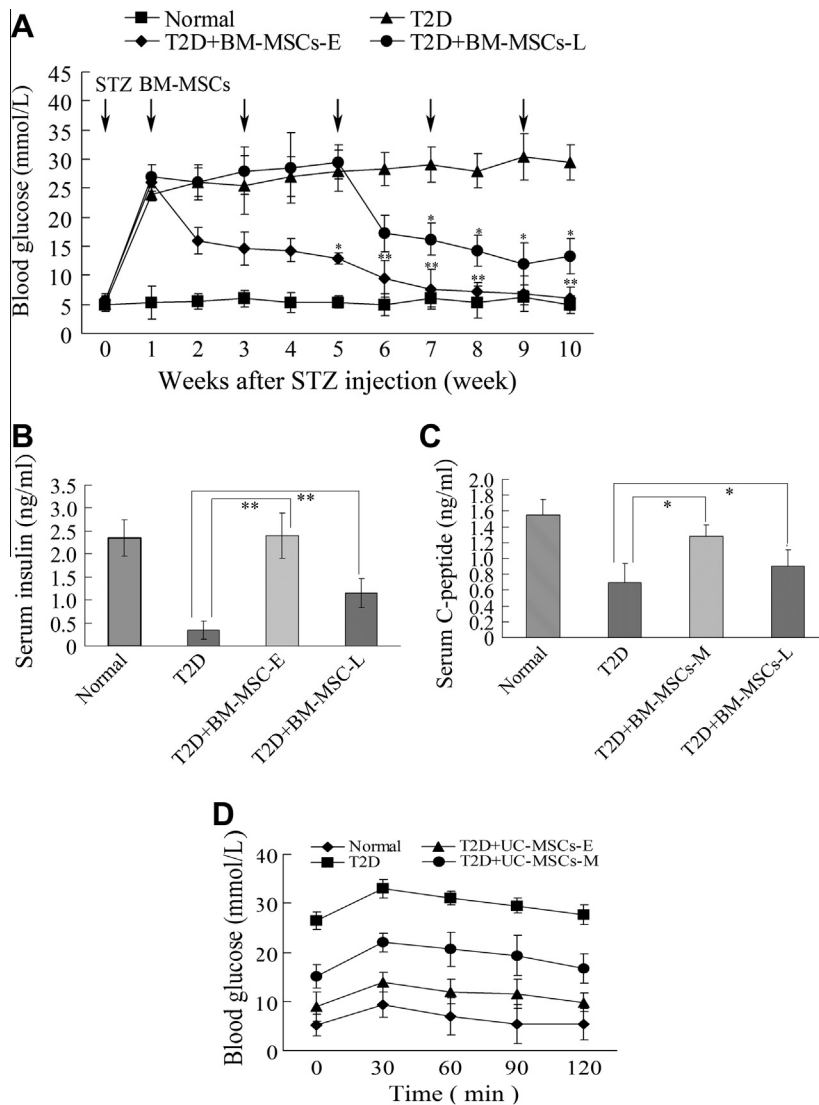 A
Normal T2D
T2D+BM-MSCs-E T2D+BM-MSCs-L
STZ BM-MSCs
Blood glucose (mmol/L)
45
40
35
30
25
20
15
10
5
0
* ** * ** * ** * * * **
0 1 2 3 4 5 6 7 8 9 10
Weeks after STZ injection (week)
B
Serum insulin (ng/ml)
3.5
3.0
2.5
2.0
1.5
1.0
0.5
0
** **
Normal
T2D
T2D+BM-MSC-E
T2D+BM-MSC-L
C
Serum C-peptide (ng/ml)
2.0
1.8
1.6
1.4
1.2
1.0
0.8
0.6
0.4
0.2
0
* *
Normal
T2D
T2D+BM-MSCs-M
T2D+BM-MSCs-L
D
Normal T2D+UC-MSCs-E
T2D T2D+UC-MSCs-M
Blood glucose (mmol/L)
40
30
20
10
0
0 30 60 90 120
Time ( min )